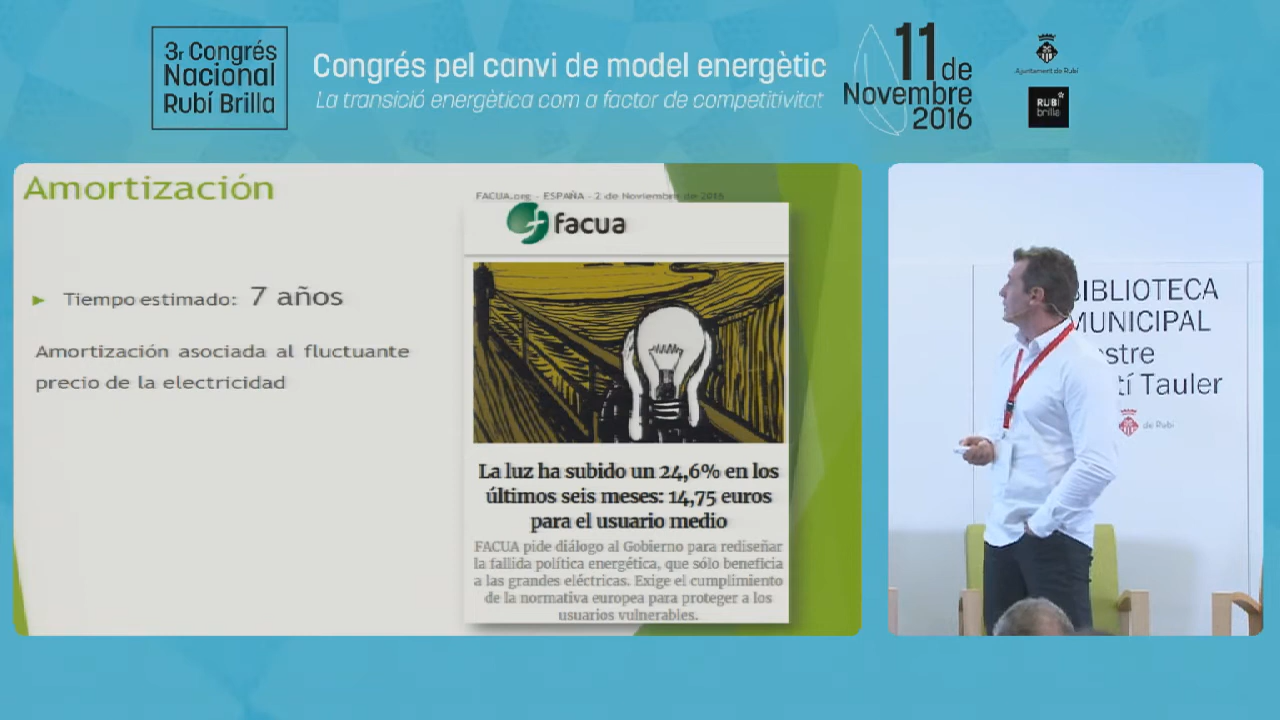 3r Congrés
Nacional
Rubí Brilla
Congrés pel canvi de model energètic
La transició energètica com a factor de competitivitat
11 de
Novembre
2016
Ajuntament de Rubí
RUBÍ
brilla
Amortización
FACUA.org - ESPAÑA - 2 de Noviembre de 2016
facua
► Tiempo estimado: 7 años
Amortización asociada al fluctuante
precio de la electricidad
La luz ha subido un 24,6% en los
últimos seis meses: 14,75 euros
para el usuario medio
FACUA pide diálogo al Gobierno para rediseñar
la fallida política energética, que sólo beneficia
a las grandes eléctricas. Exige el cumplimiento
de la normativa europea para proteger a los
usuarios vulnerables.
BIBLIOTECA
MUNICIPAL
stre
tí Tauler
de Rubí